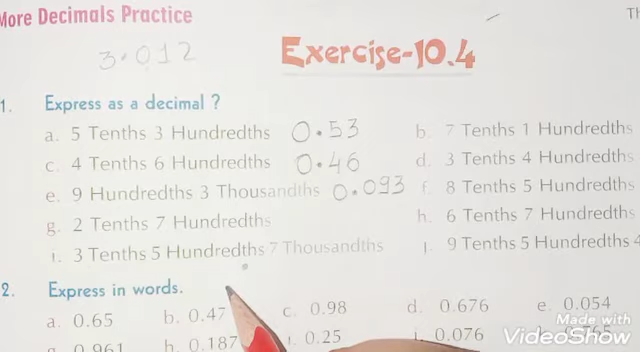 More Decimals Practice
Th
3.012
Exercise-10.4
1. Express as a decimal ?
a. 5 Tenths 3 Hundredths 0.53 b. 7 Tenths 1 Hundredths
c. 4 Tenths 6 Hundredths 0.46 d. 3 Tenths 4 Hundredths
e. 9 Hundredths 3 Thousandths 0.093 f. 8 Tenths 5 Hundredths
g. 2 Tenths 7 Hundredths h. 6 Tenths 7 Hundredths
i. 3 Tenths 5 Hundredths 7 Thousandths j. 9 Tenths 5 Hundredths 4
2. Express in words.
a. 0.65 b. 0.47 c. 0.98 d. 0.676 e. 0.054
0.961 h. 0.187 0.25 0.076
Made with
VideoShow